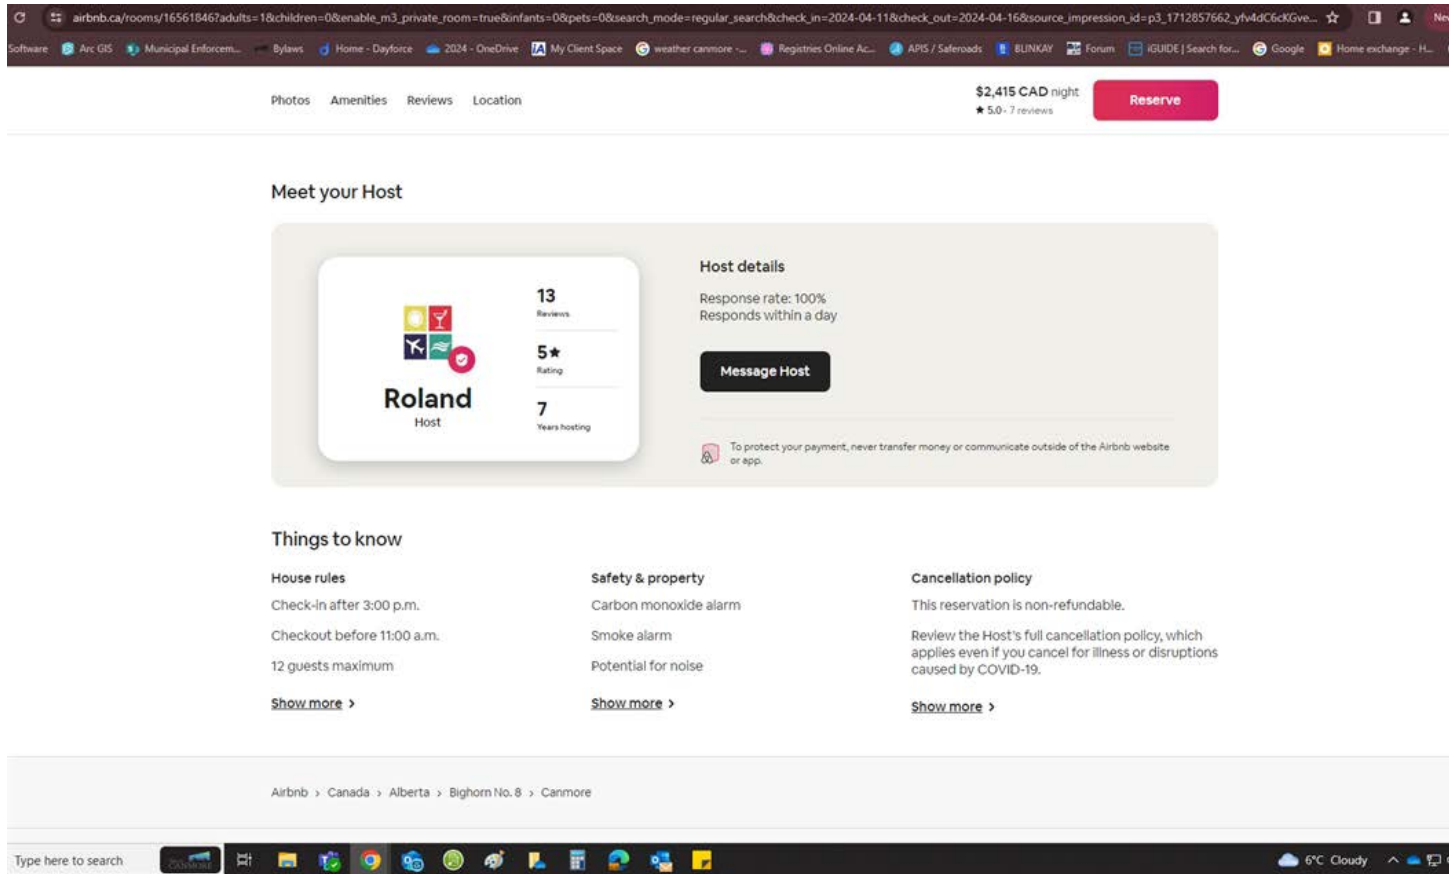 airbnb.ca/rooms/16561846?adults=1&children=0&enable_m3_private_room=true&infants=0&pets=0&search_mode=regular_search&check_in=2024-04-11&check_out=2024-04-16&source_impression_id=p3_1712857662_yfv4dC6cKGve...
Software Arc GIS Municipal Enforcem... Bylaws Home - Dayforce 2024 - OneDrive My Client Space weather canmore -... Registries Online Ac... APIS / Saferoads BLINKAY Forum iGUIDE | Search for... Google Home exchange - H...
Photos Amenities Reviews Location
$2,415 CAD night
★ 5.0 · 7 reviews
Reserve
Meet your Host
13
Reviews
5★
Rating
7
Years hosting
Roland
Host
Host details
Response rate: 100%
Responds within a day
Message Host
To protect your payment, never transfer money or communicate outside of the Airbnb website
or app.
Things to know
House rules
Check-in after 3:00 p.m.
Checkout before 11:00 a.m.
12 guests maximum
Show more >
Safety & property
Carbon monoxide alarm
Smoke alarm
Potential for noise
Show more >
Cancellation policy
This reservation is non-refundable.
Review the Host's full cancellation policy, which
applies even if you cancel for illness or disruptions
caused by COVID-19.
Show more >
Airbnb > Canada > Alberta > Bighorn No. 8 > Canmore
Type here to search
CANMORE
6°C Cloudy